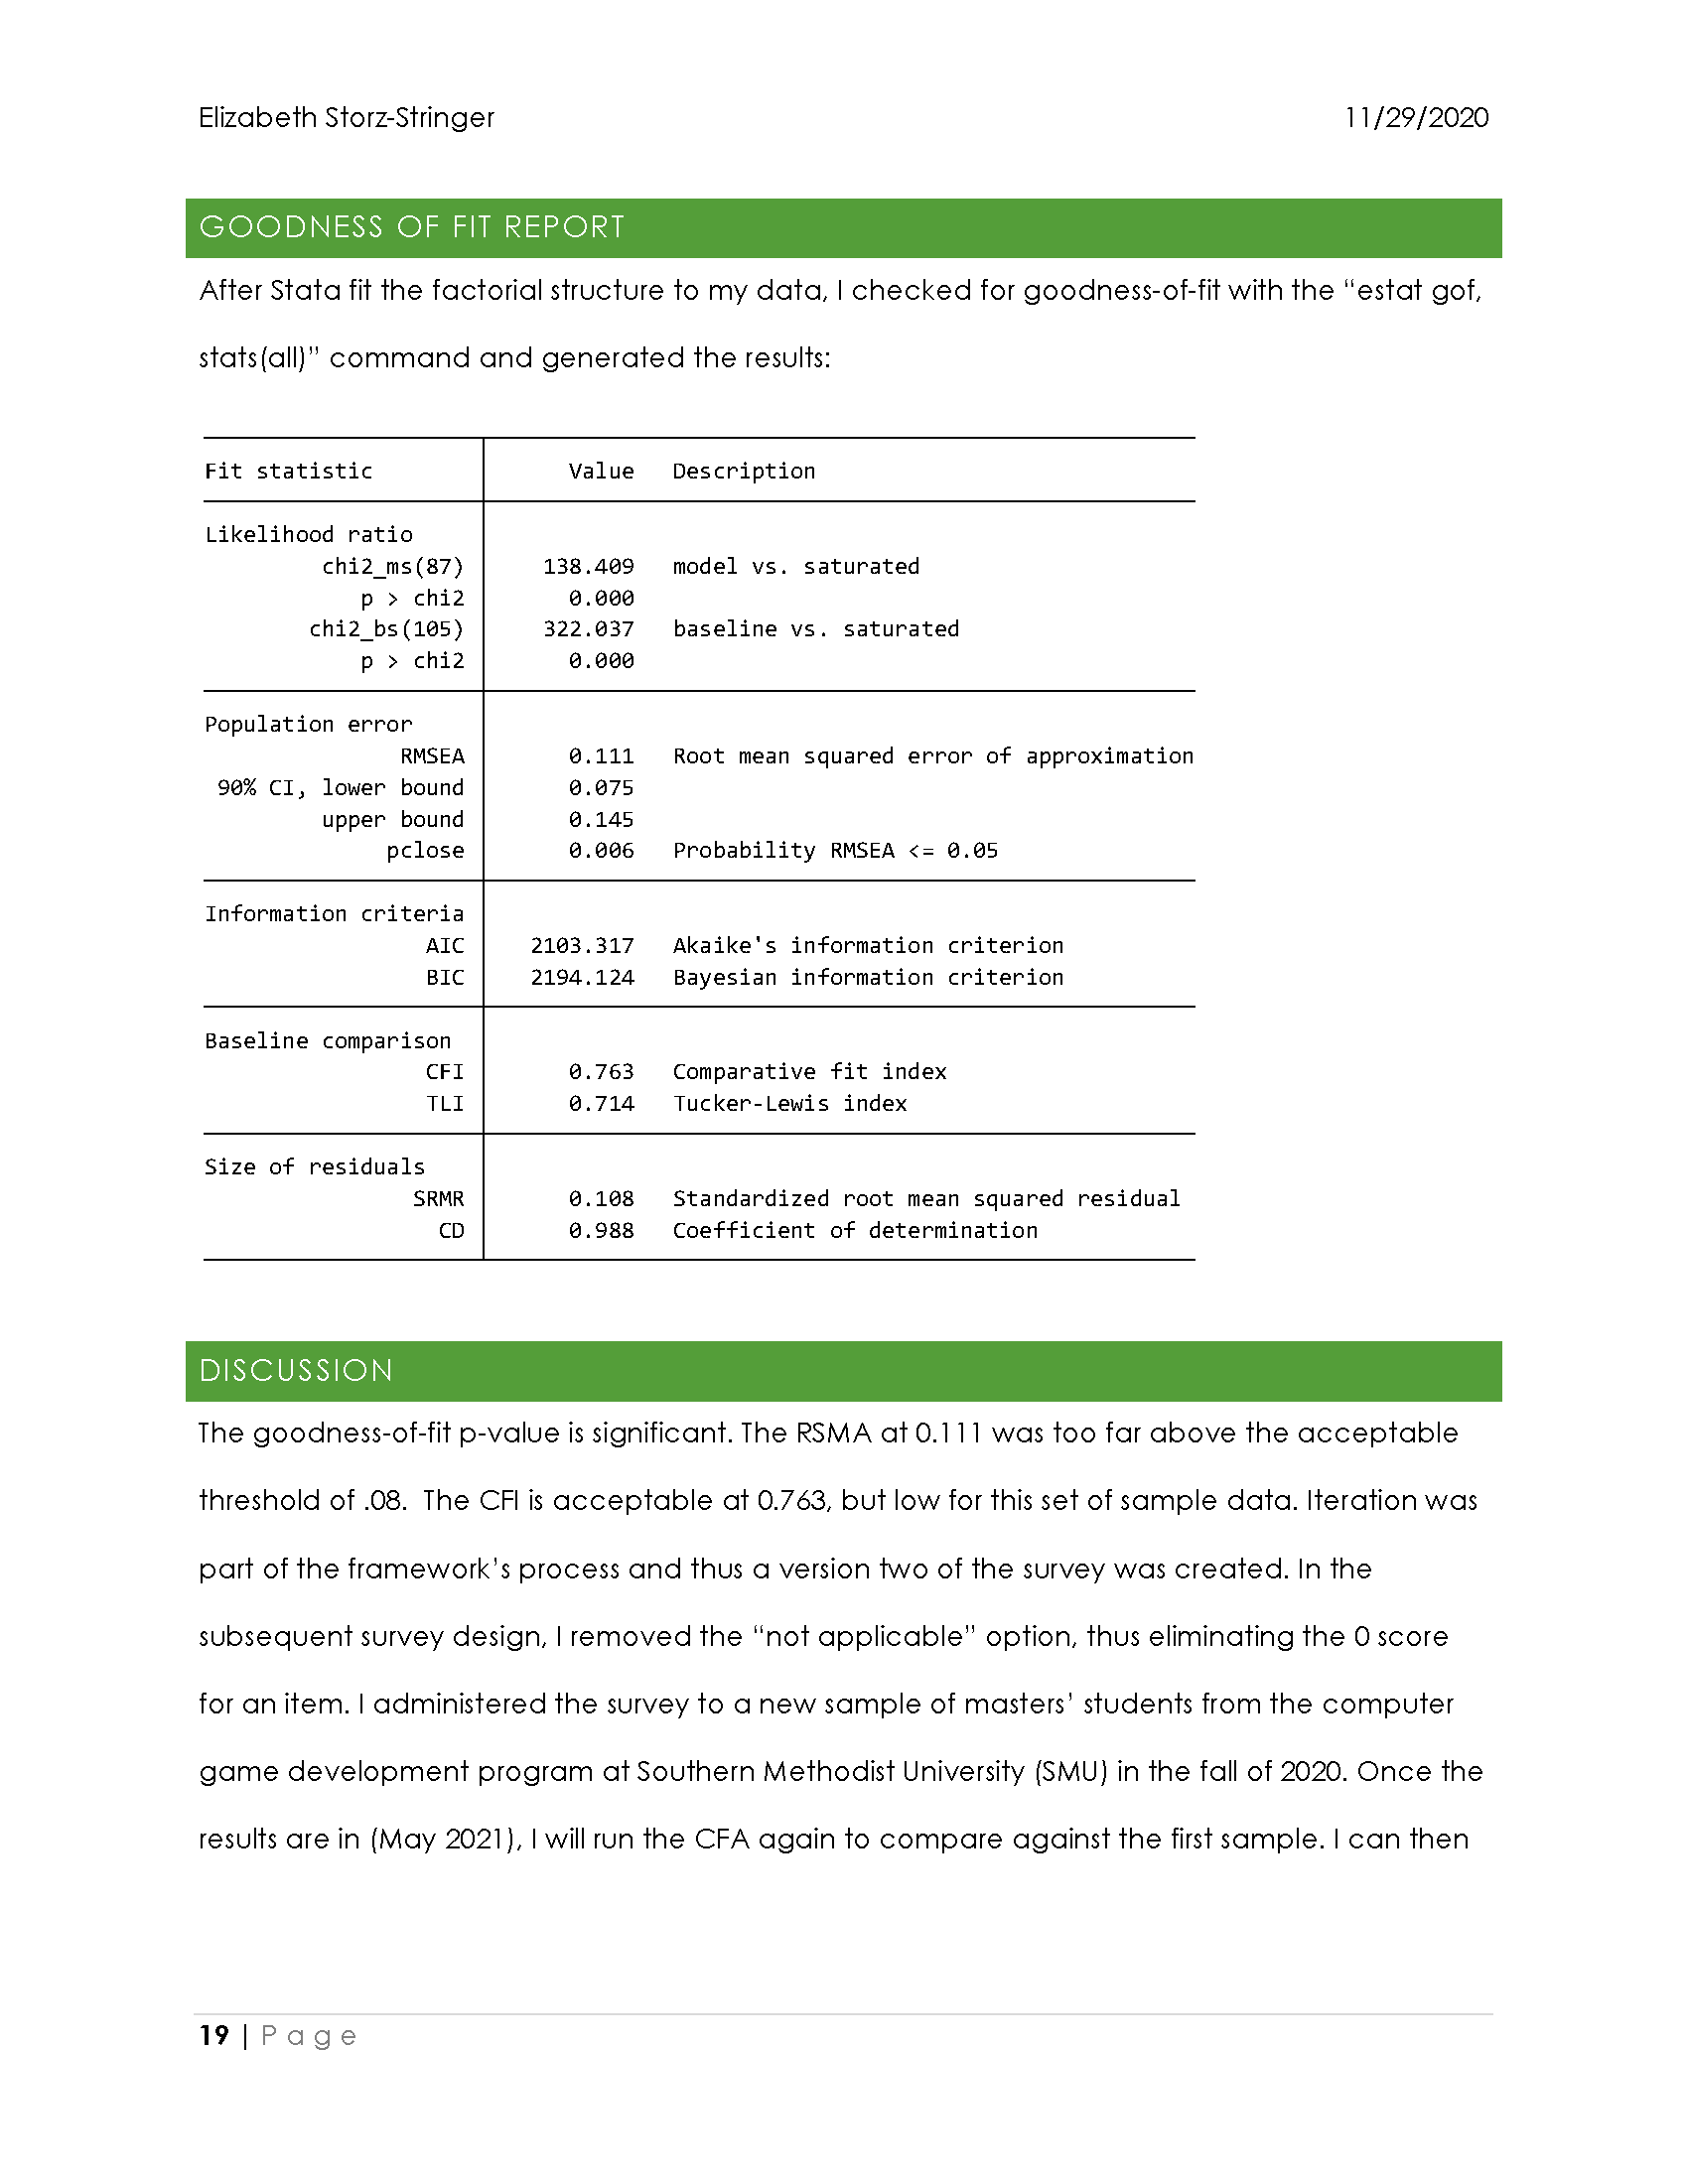 Elizabeth Storz-Stringer 11/29/2020
GOODNESS OF FIT REPORT
After Stata fit the factorial structure to my data, I checked for goodness-of-fit with the “estat gof,
stats(all)” command and generated the results:
Fit statistic Value Description
Likelihood ratio
chi2_ms(87) 138.409 model vs. saturated
p > chi2 0.000
chi2_bs(105) 322.037 baseline vs. saturated
p > chi2 0.000
Population error
RMSEA 0.111 Root mean squared error of approximation
90% CI, lower bound 0.075
upper bound 0.145
pclose 0.006 Probability RMSEA <= 0.05
Information criteria
AIC 2103.317 Akaike's information criterion
BIC 2194.124 Bayesian information criterion
Baseline comparison
CFI 0.763 Comparative fit index
TLI 0.714 Tucker-Lewis index
Size of residuals
SRMR 0.108 Standardized root mean squared residual
CD 0.988 Coefficient of determination
DISCUSSION
The goodness-of-fit p-value is significant. The RSMA at 0.111 was too far above the acceptable
threshold of .08.  The CFI is acceptable at 0.763, but low for this set of sample data. Iteration was
part of the framework’s process and thus a version two of the survey was created. In the
subsequent survey design, I removed the “not applicable” option, thus eliminating the 0 score
for an item. I administered the survey to a new sample of masters’ students from the computer
game development program at Southern Methodist University (SMU) in the fall of 2020. Once the
results are in (May 2021), I will run the CFA again to compare against the first sample. I can then
19 | Page